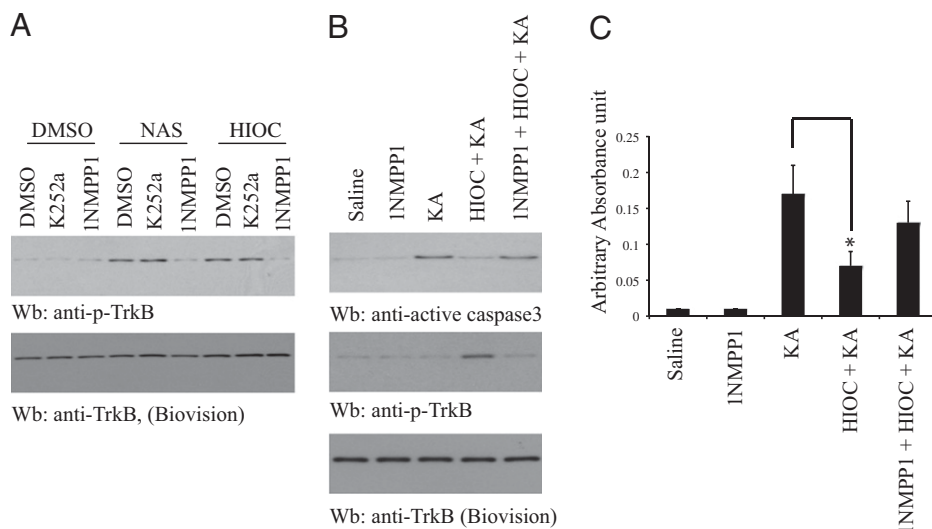 A
DMSO NAS HIOC
DMSO
K252a
1NMPP1
DMSO
K252a
1NMPP1
DMSO
K252a
1NMPP1
Wb: anti-p-TrkB
Wb: anti-TrkB, (Biovision)
B
Saline
1NMPP1
KA
HIOC + KA
1NMPP1 + HIOC + KA
Wb: anti-active caspase3
Wb: anti-p-TrkB
Wb: anti-TrkB (Biovision)
C
Arbitrary Absorbance unit
0.25
0.2
0.15
0.1
0.05
0
*
Saline
1NMPP1
KA
HIOC + KA
1NMPP1 + HIOC + KA